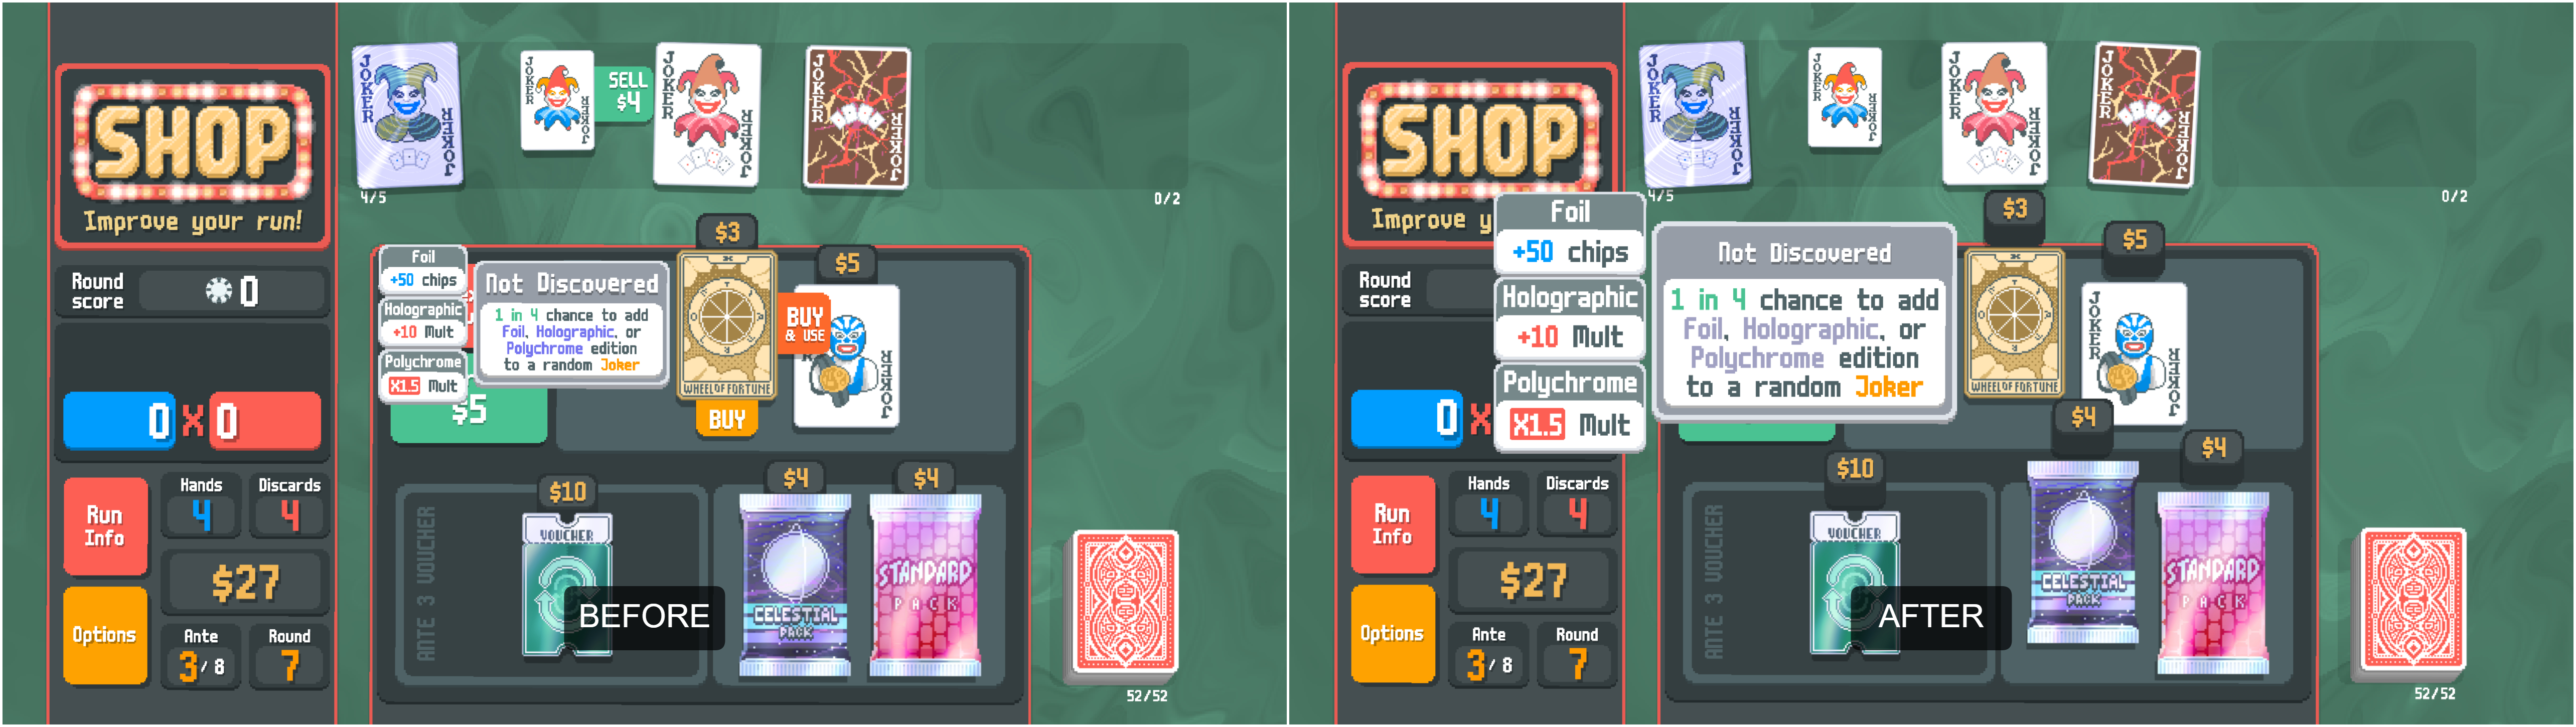 JOKER
JOKER
JOKER
JOKER
SELL
$4
JOKER
JOKER
JOKER
JOKER
4/5
0/2
SHOP
Improve your run!
Round
score
0
0 X 0
Run
Info
Hands
4
Discards
4
$27
Options
Ante
3/8
Round
7
Foil
+50 chips
Holographic
+10 Mult
Polychrome
X1.5 Mult
Not Discovered
1 in 4 chance to add
Foil, Holographic, or
Polychrome edition
to a random Joker
$3
WHEEL OF FORTUNE
BUY
& USE
BUY
$5
JOKER
$5
ANTE 3 VOUCHER
$10
VOUCHER
BEFORE
$4
CELESTIAL
PACK
$4
STANDARD
PACK
52/52
JOKER
JOKER
JOKER
JOKER
JOKER
JOKER
JOKER
JOKER
4/5
0/2
SHOP
Improve y
Round
score
0 X
Run
Info
Hands
4
Discards
4
$27
Options
Ante
3/8
Round
7
Foil
+50 chips
Holographic
+10 Mult
Polychrome
X1.5 Mult
Not Discovered
1 in 4 chance to add
Foil, Holographic, or
Polychrome edition
to a random Joker
$3
WHEEL OF FORTUNE
$5
JOKER
JOKER
ANTE 3 VOUCHER
$10
VOUCHER
AFTER
$4
CELESTIAL
PACK
$4
STANDARD
PACK
52/52